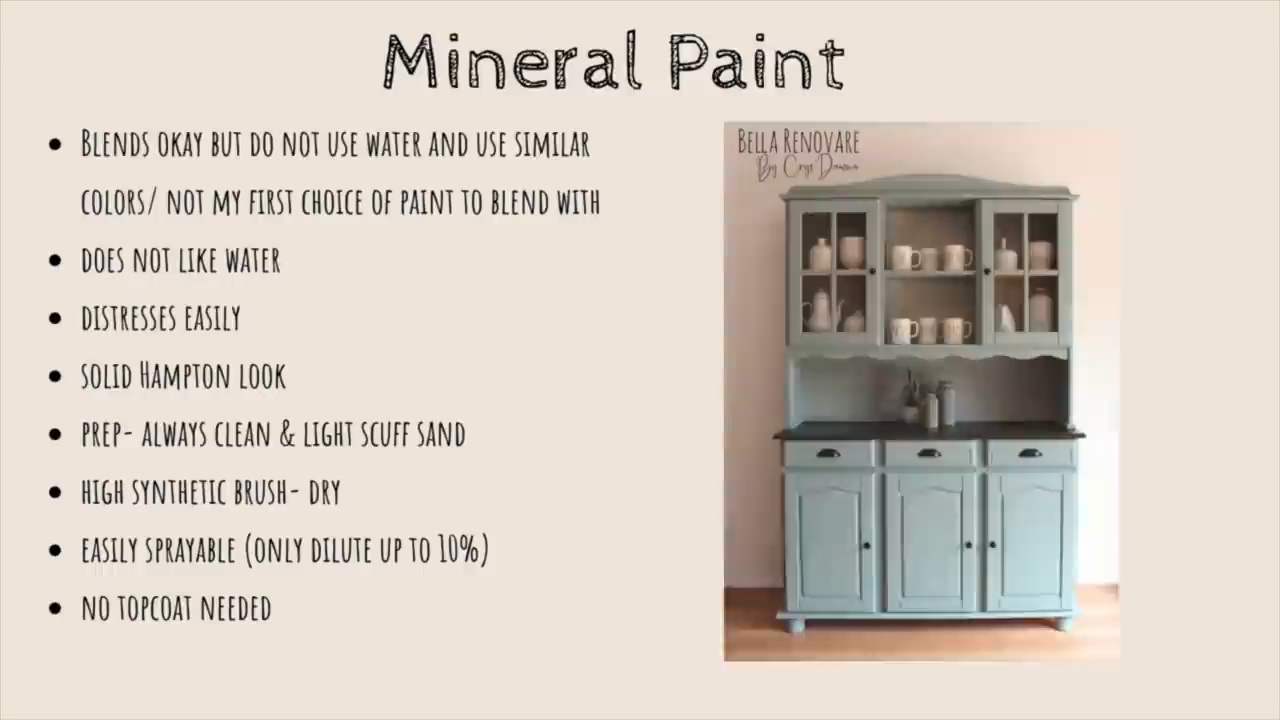 Mineral Paint
• Blends okay but do not use water and use similar
colors/ not my first choice of paint to blend with
• does not like water
• distresses easily
• solid Hampton look
• prep- always clean & light scuff sand
• high synthetic brush- dry
• easily sprayable (only dilute up to 10%)
• no topcoat needed
Bella Renovare
By Crys